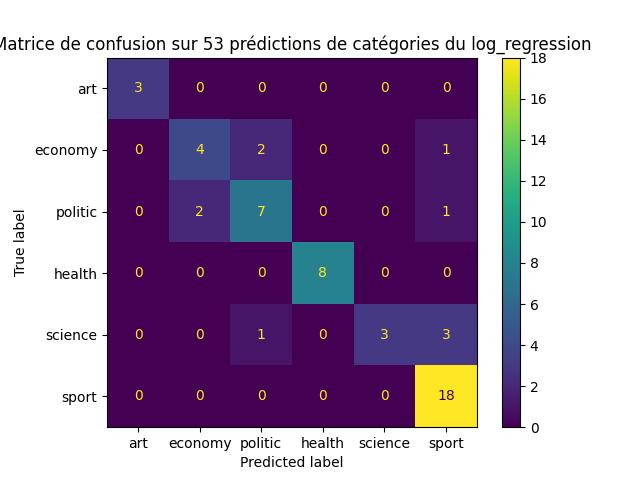 Matrice de confusion sur 53 prédictions de catégories du log_regression
18
art 3 0 0 0 0 0
16
economy 0 4 2 0 0 1
14
12
politic 0 2 7 0 0 1
10
True label
health 0 0 0 8 0 0
8
6
science 0 0 1 0 3 3
4
sport 0 0 0 0 0 18
2
0
art economy politic health science sport
Predicted label